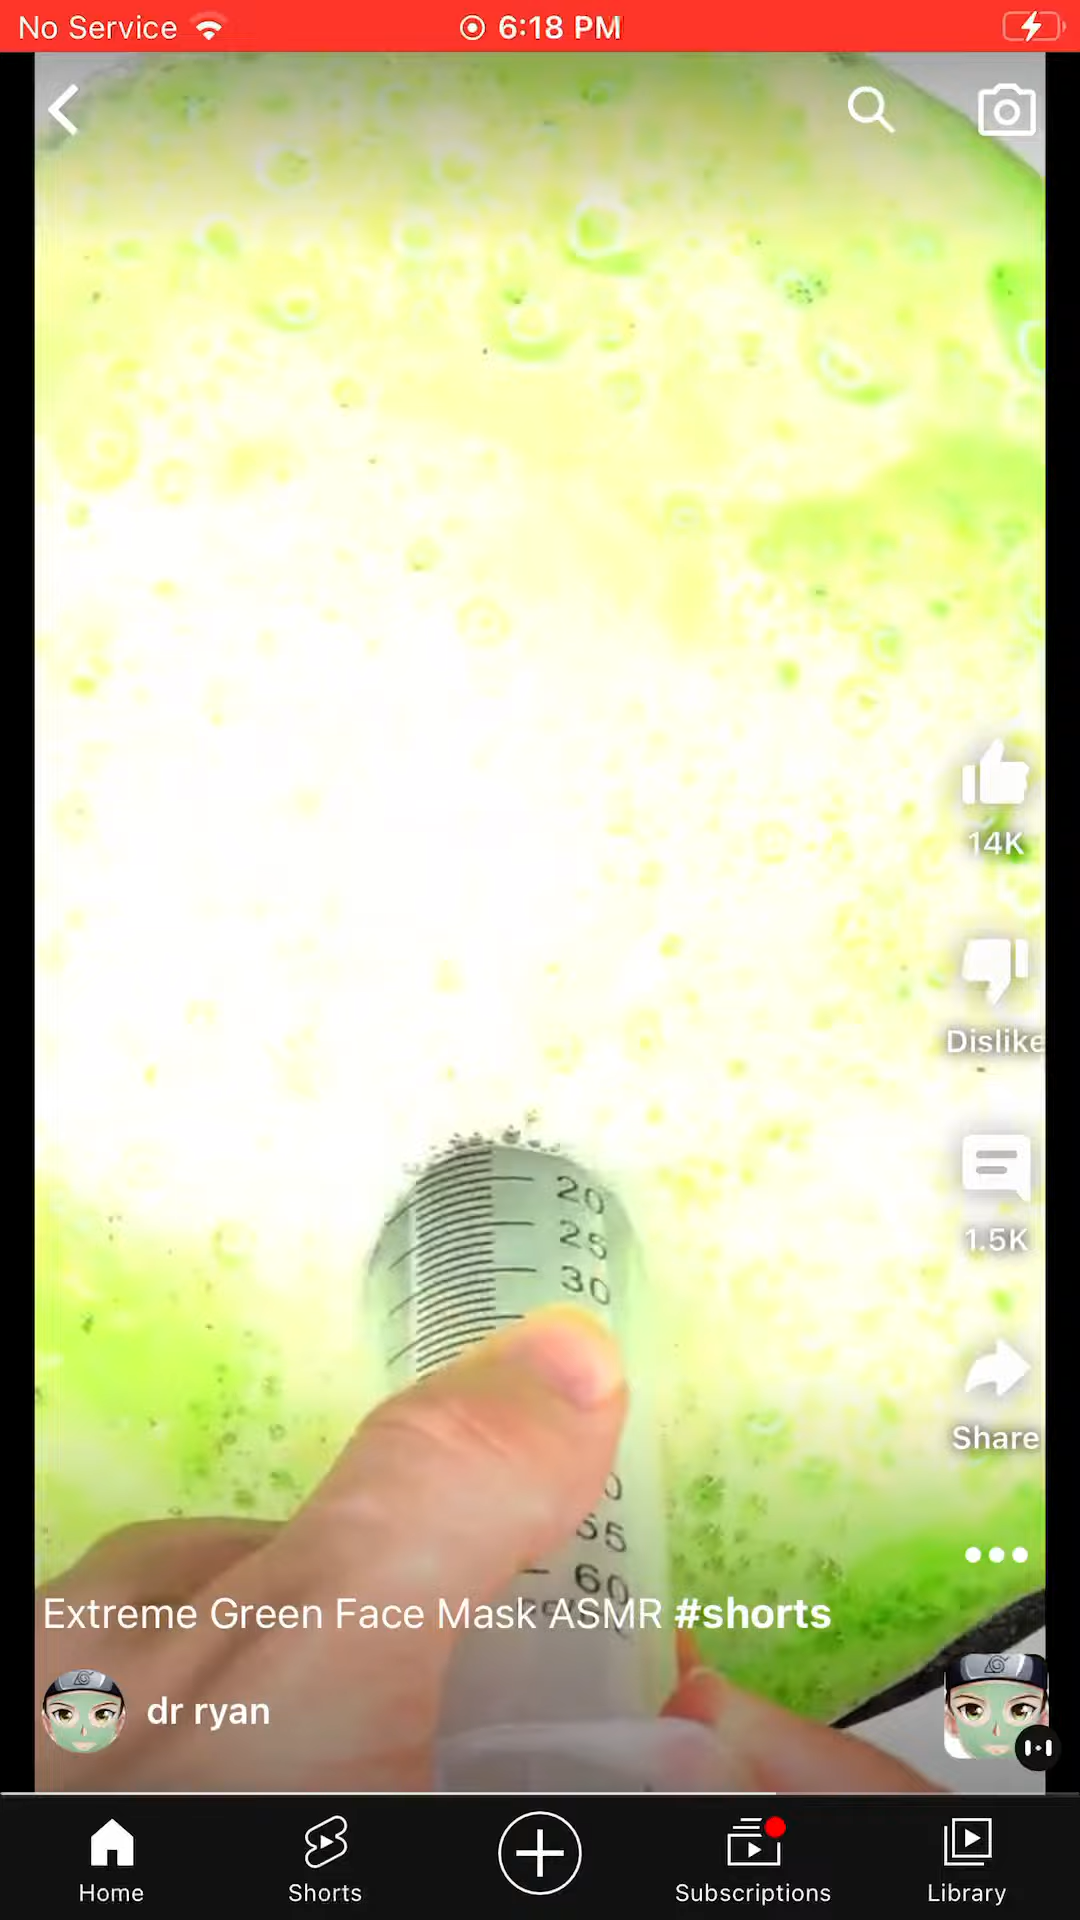 No Service
6:18 PM
14K
Dislike
20
25
30
1.5K
Share
55
60
Extreme Green Face Mask ASMR #shorts
dr ryan
Home
Shorts
Subscriptions
Library